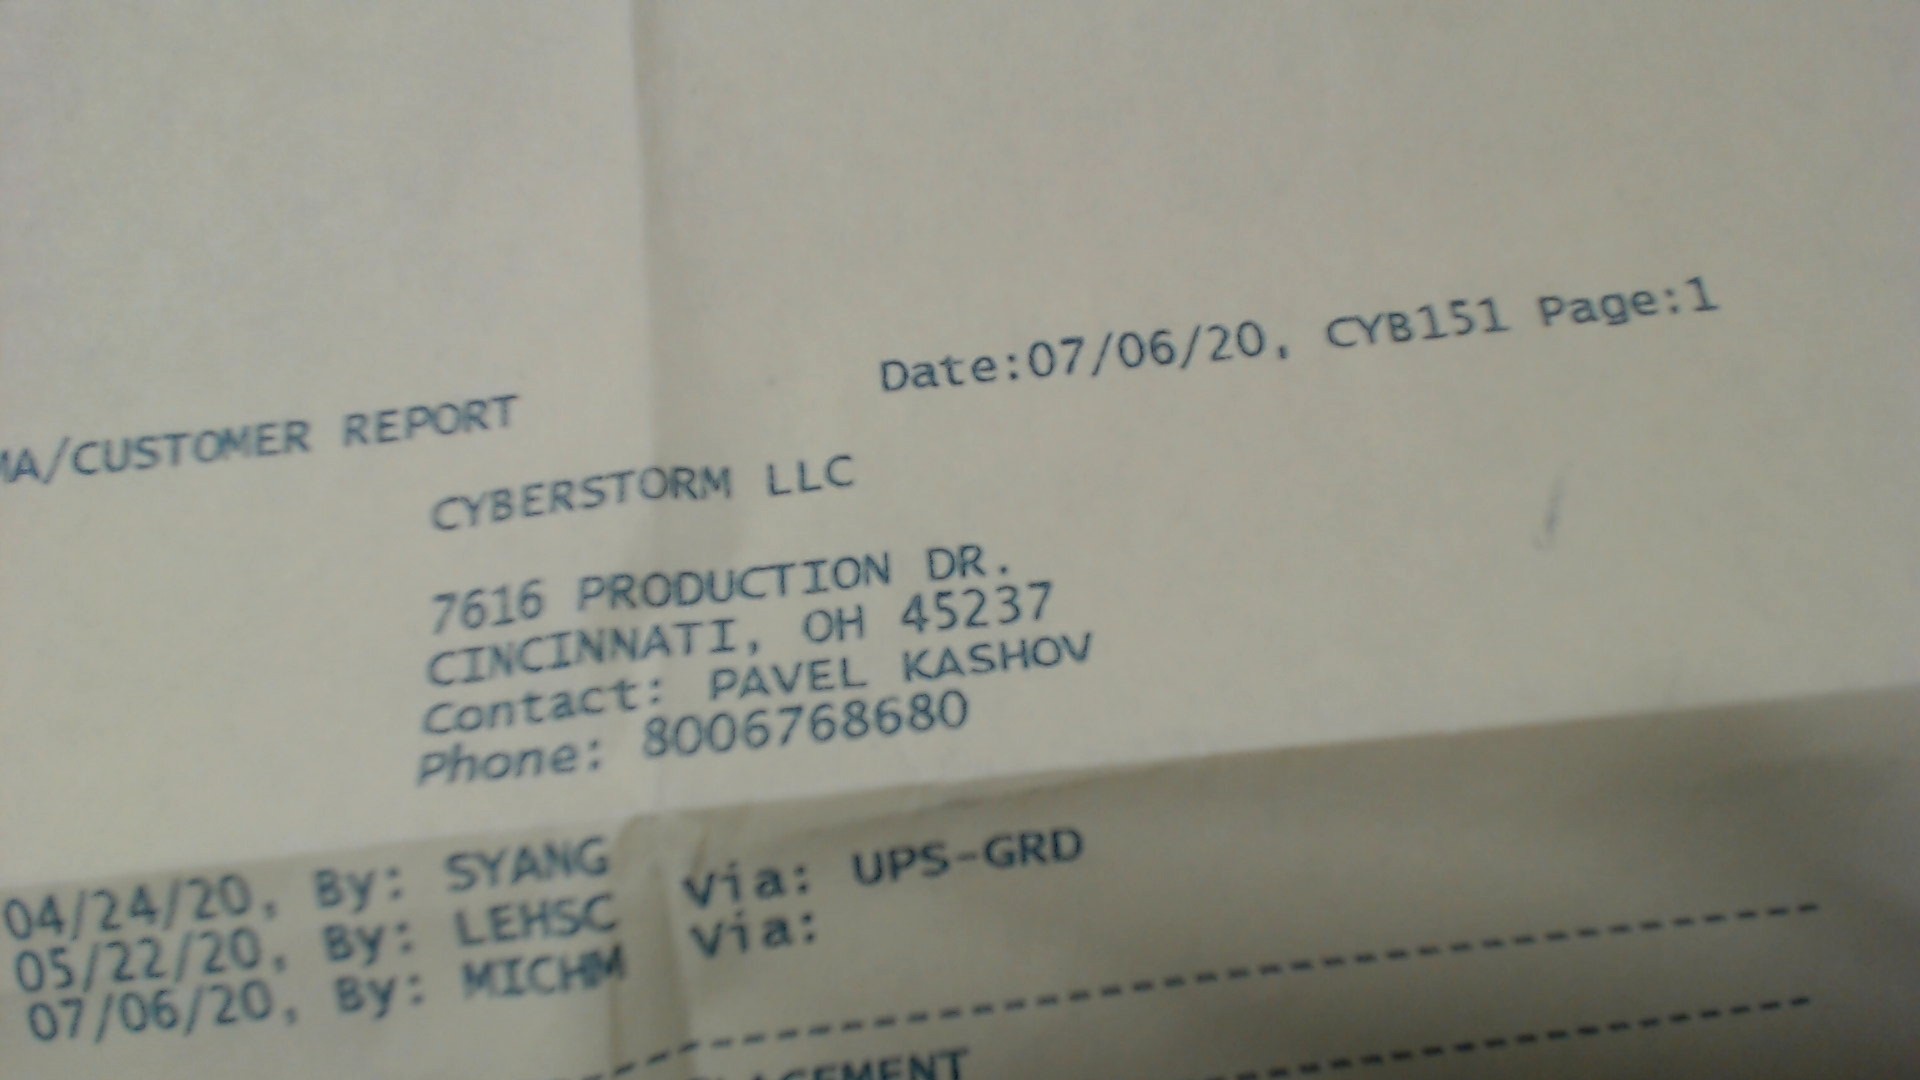 Date:07/06/20, CYB151 Page:1
MA/CUSTOMER REPORT
CYBERSTORM LLC
7616 PRODUCTION DR.
CINCINNATI, OH 45237
Contact: PAVEL KASHOV
Phone: 8006768680
04/24/20, By: SYANG
05/22/20, By: LEHSC Via: UPS-GRD
07/06/20, By: MICHM Via: